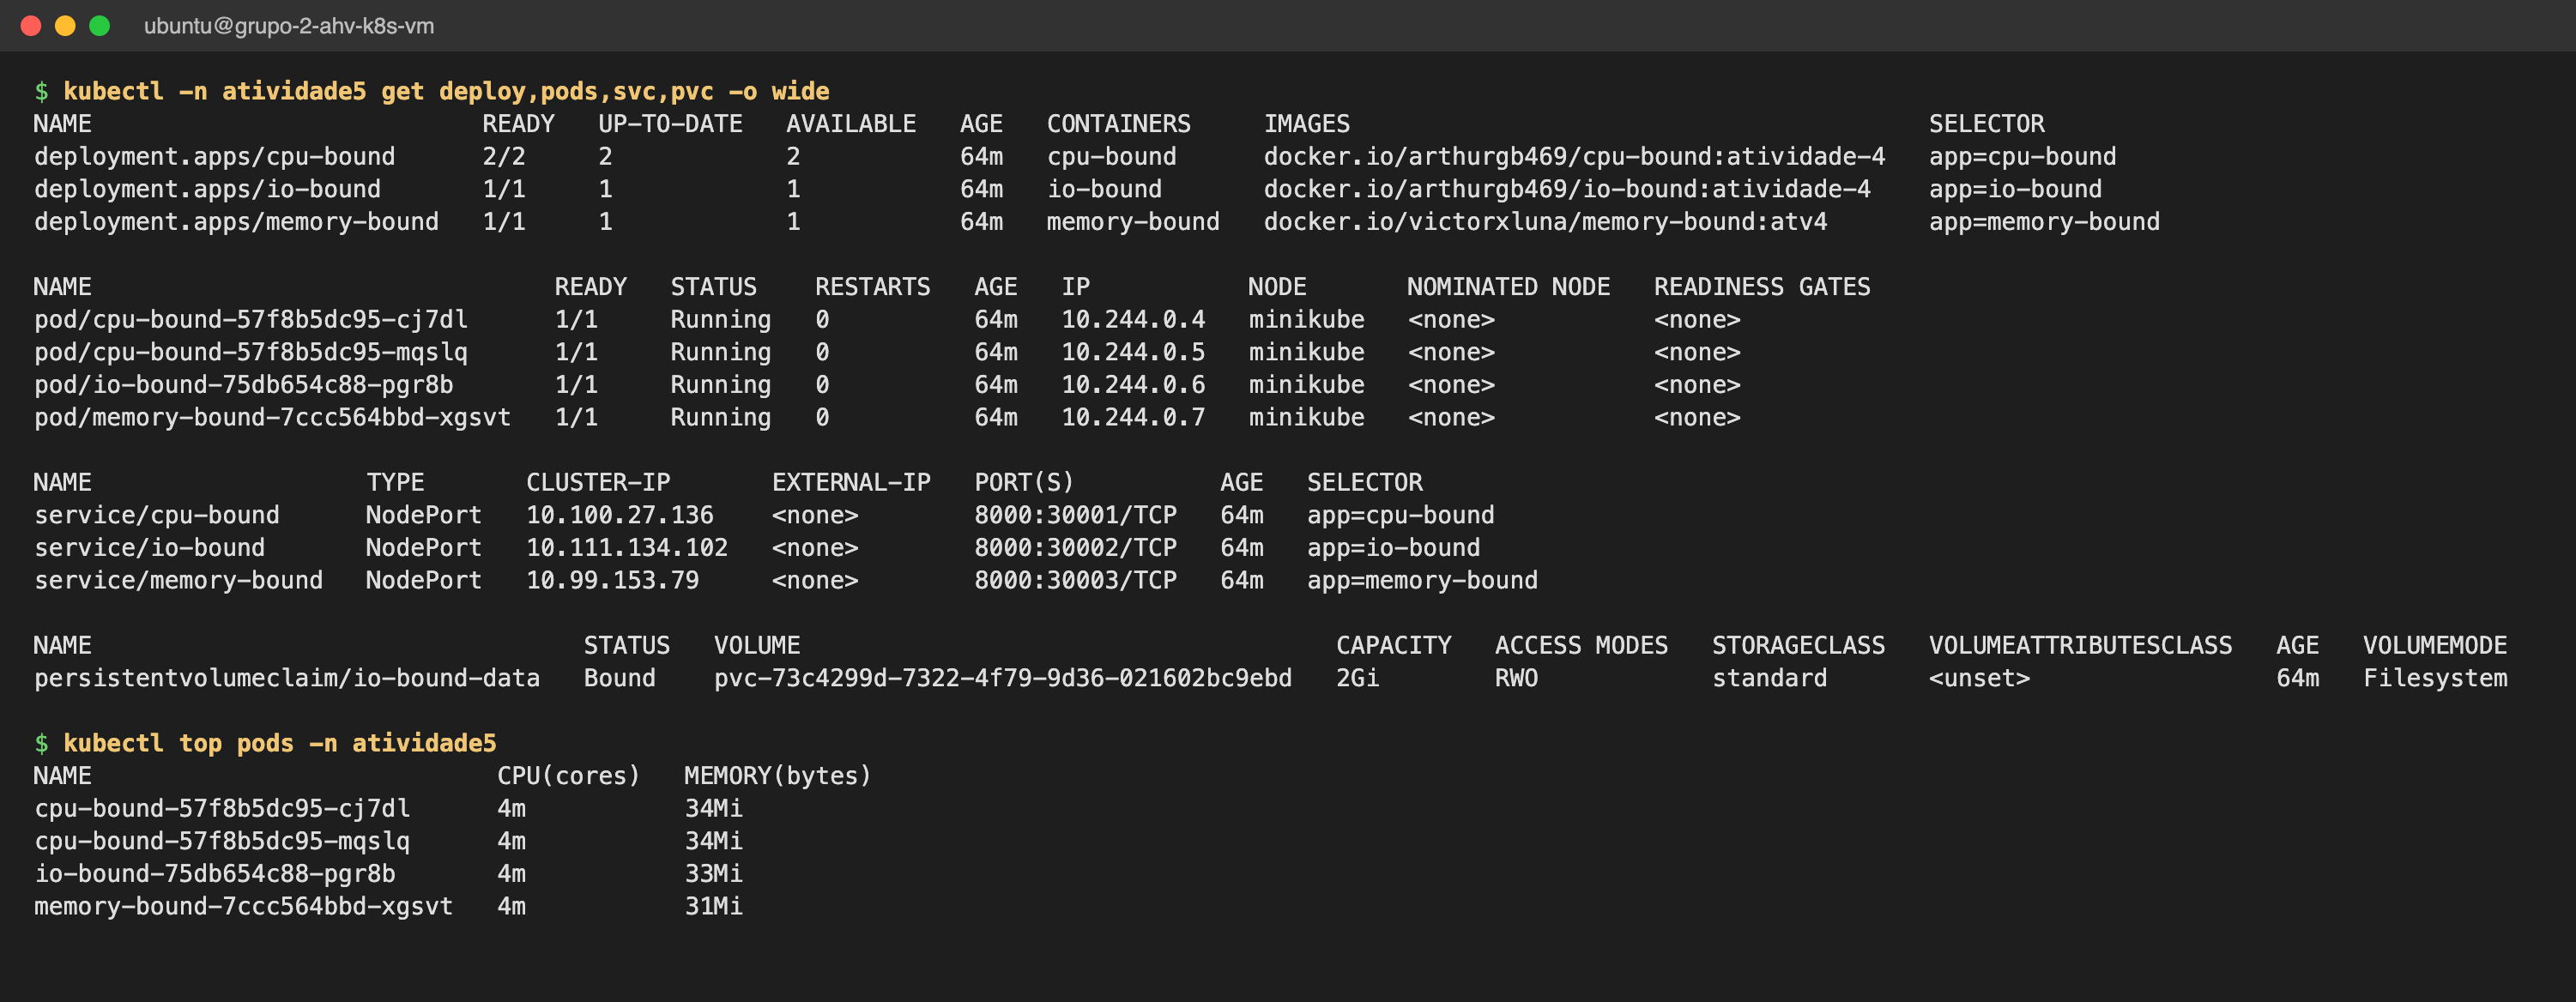 ubuntu@grupo-2-ahv-k8s-vm
$ kubectl -n atividade5 get deploy,pods,svc,pvc -o wide
NAME                           READY   UP-TO-DATE   AVAILABLE   AGE   CONTAINERS     IMAGES                                        SELECTOR
deployment.apps/cpu-bound      2/2     2            2           64m   cpu-bound      docker.io/arthurgb469/cpu-bound:atividade-4   app=cpu-bound
deployment.apps/io-bound       1/1     1            1           64m   io-bound       docker.io/arthurgb469/io-bound:atividade-4    app=io-bound
deployment.apps/memory-bound   1/1     1            1           64m   memory-bound   docker.io/victorxluna/memory-bound:atv4       app=memory-bound
NAME                                READY   STATUS    RESTARTS   AGE   IP           NODE       NOMINATED NODE   READINESS GATES
pod/cpu-bound-57f8b5dc95-cj7dl      1/1     Running   0          64m   10.244.0.4   minikube   <none>           <none>
pod/cpu-bound-57f8b5dc95-mqslq      1/1     Running   0          64m   10.244.0.5   minikube   <none>           <none>
pod/io-bound-75db654c88-pgr8b       1/1     Running   0          64m   10.244.0.6   minikube   <none>           <none>
pod/memory-bound-7ccc564bbd-xgsvt   1/1     Running   0          64m   10.244.0.7   minikube   <none>           <none>
NAME                   TYPE       CLUSTER-IP       EXTERNAL-IP   PORT(S)          AGE   SELECTOR
service/cpu-bound      NodePort   10.100.27.136    <none>        8000:30001/TCP   64m   app=cpu-bound
service/io-bound       NodePort   10.111.134.102   <none>        8000:30002/TCP   64m   app=io-bound
service/memory-bound   NodePort   10.99.153.79     <none>        8000:30003/TCP   64m   app=memory-bound
NAME                                  STATUS   VOLUME                                     CAPACITY   ACCESS MODES   STORAGECLASS   VOLUMEATTRIBUTESCLASS   AGE   VOLUMEMODE
persistentvolumeclaim/io-bound-data   Bound    pvc-73c4299d-7322-4f79-9d36-021602bc9ebd   2Gi        RWO            standard       <unset>                 64m   Filesystem
$ kubectl top pods -n atividade5
NAME                            CPU(cores)   MEMORY(bytes)
cpu-bound-57f8b5dc95-cj7dl      4m           34Mi
cpu-bound-57f8b5dc95-mqslq      4m           34Mi
io-bound-75db654c88-pgr8b       4m           33Mi
memory-bound-7ccc564bbd-xgsvt   4m           31Mi